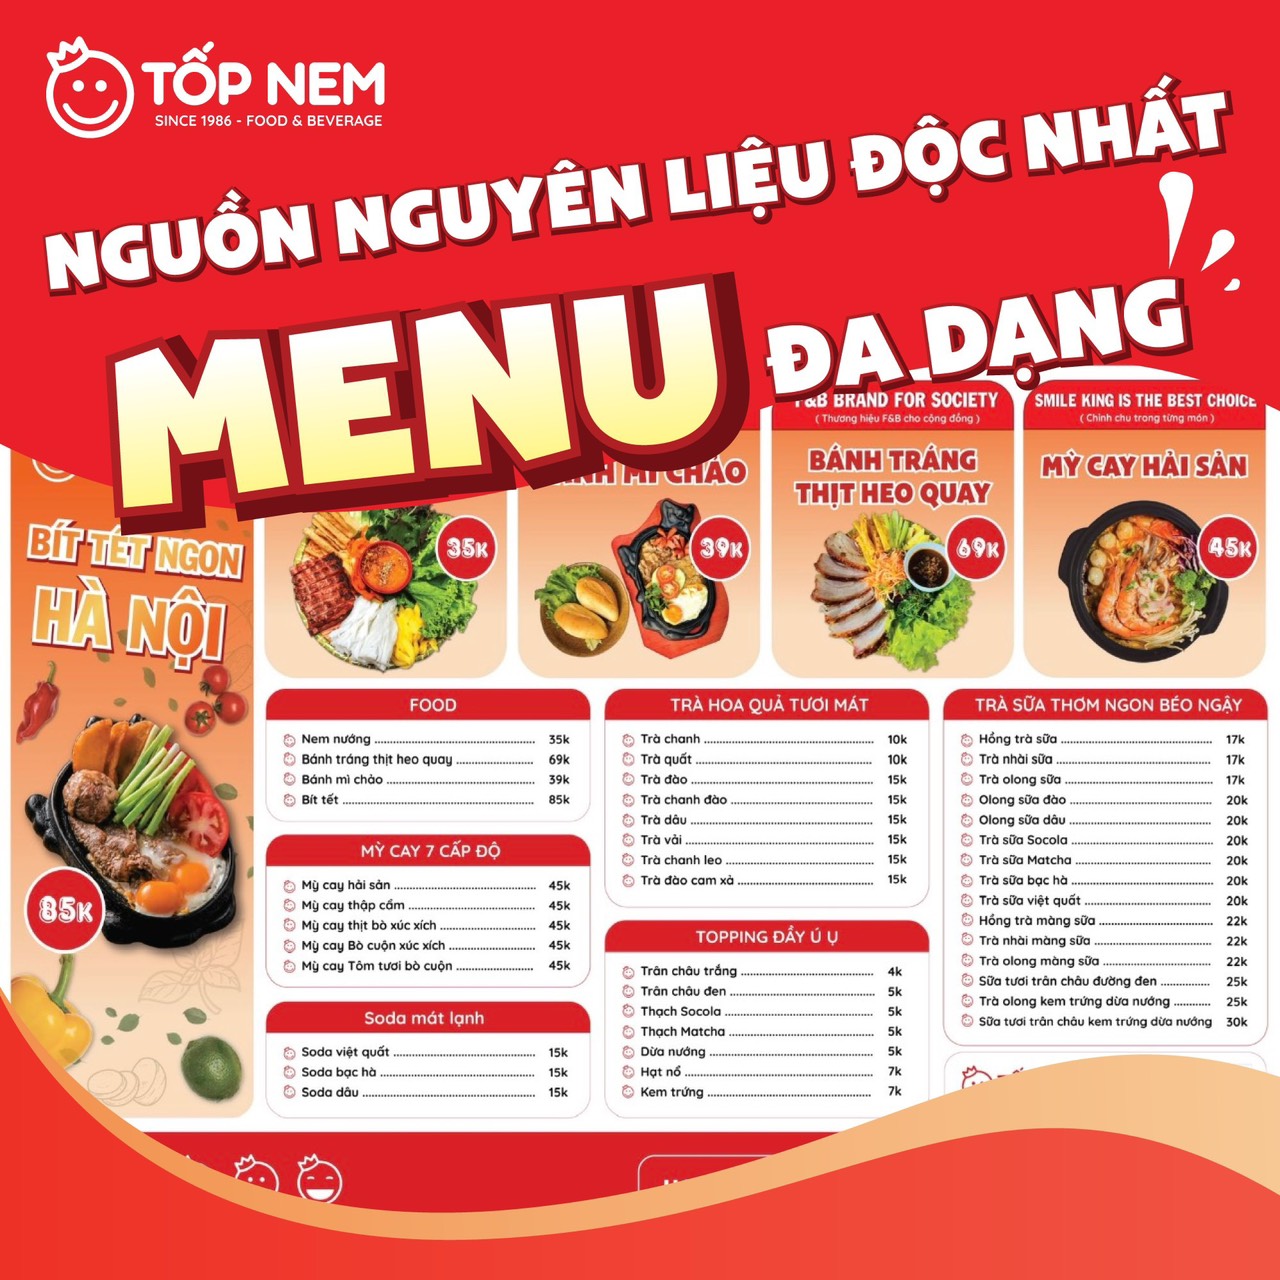 TỐP NEM
SINCE 1986 - FOOD & BEVERAGE
NGUỒN NGUYÊN LIỆU ĐỘC NHẤT
MENU ĐA DẠNG
BÍT TẾT NGON
HÀ NỘI
85K
35K
MÌ CHẢO
39K
F&B BRAND FOR SOCIETY
( Thương hiệu F&B cho cộng đồng )
BÁNH TRÁNG
THỊT HEO QUAY
69K
SMILE KING IS THE BEST CHOICE
( Chỉnh chu trong từng món )
MỲ CAY HẢI SẢN
45K
FOOD
Nem nướng 35k
Bánh tráng thịt heo quay 69k
Bánh mì chảo 39k
Bít tết 85k
MỲ CAY 7 CẤP ĐỘ
Mỳ cay hải sản 45k
Mỳ cay thập cẩm 45k
Mỳ cay thịt bò xúc xích 45k
Mỳ cay Bò cuộn xúc xích 45k
Mỳ cay Tôm tươi bò cuộn 45k
Soda mát lạnh
Soda việt quất 15k
Soda bạc hà 15k
Soda dâu 15k
TRÀ HOA QUẢ TƯƠI MÁT
Trà chanh 10k
Trà quất 10k
Trà đào 15k
Trà chanh đào 15k
Trà dâu 15k
Trà vải 15k
Trà chanh leo 15k
Trà đào cam xả 15k
TOPPING ĐẦY Ú Ụ
Trân châu trắng 4k
Trân châu đen 5k
Thạch Socola 5k
Thạch Matcha 5k
Dừa nướng 5k
Hạt nổ 7k
Kem trứng 7k
TRÀ SỮA THƠM NGON BÉO NGẬY
Hồng trà sữa 17k
Trà nhài sữa 17k
Trà olong sữa 17k
Olong sữa đào 20k
Olong sữa dâu 20k
Trà sữa Socola 20k
Trà sữa Matcha 20k
Trà sữa bạc hà 20k
Trà sữa việt quất 20k
Hồng trà màng sữa 22k
Trà nhài màng sữa 22k
Trà olong màng sữa 22k
Sữa tươi trân châu đường đen 25k
Trà olong kem trứng dừa nướng 25k
Sữa tươi trân châu kem trứng dừa nướng 30k